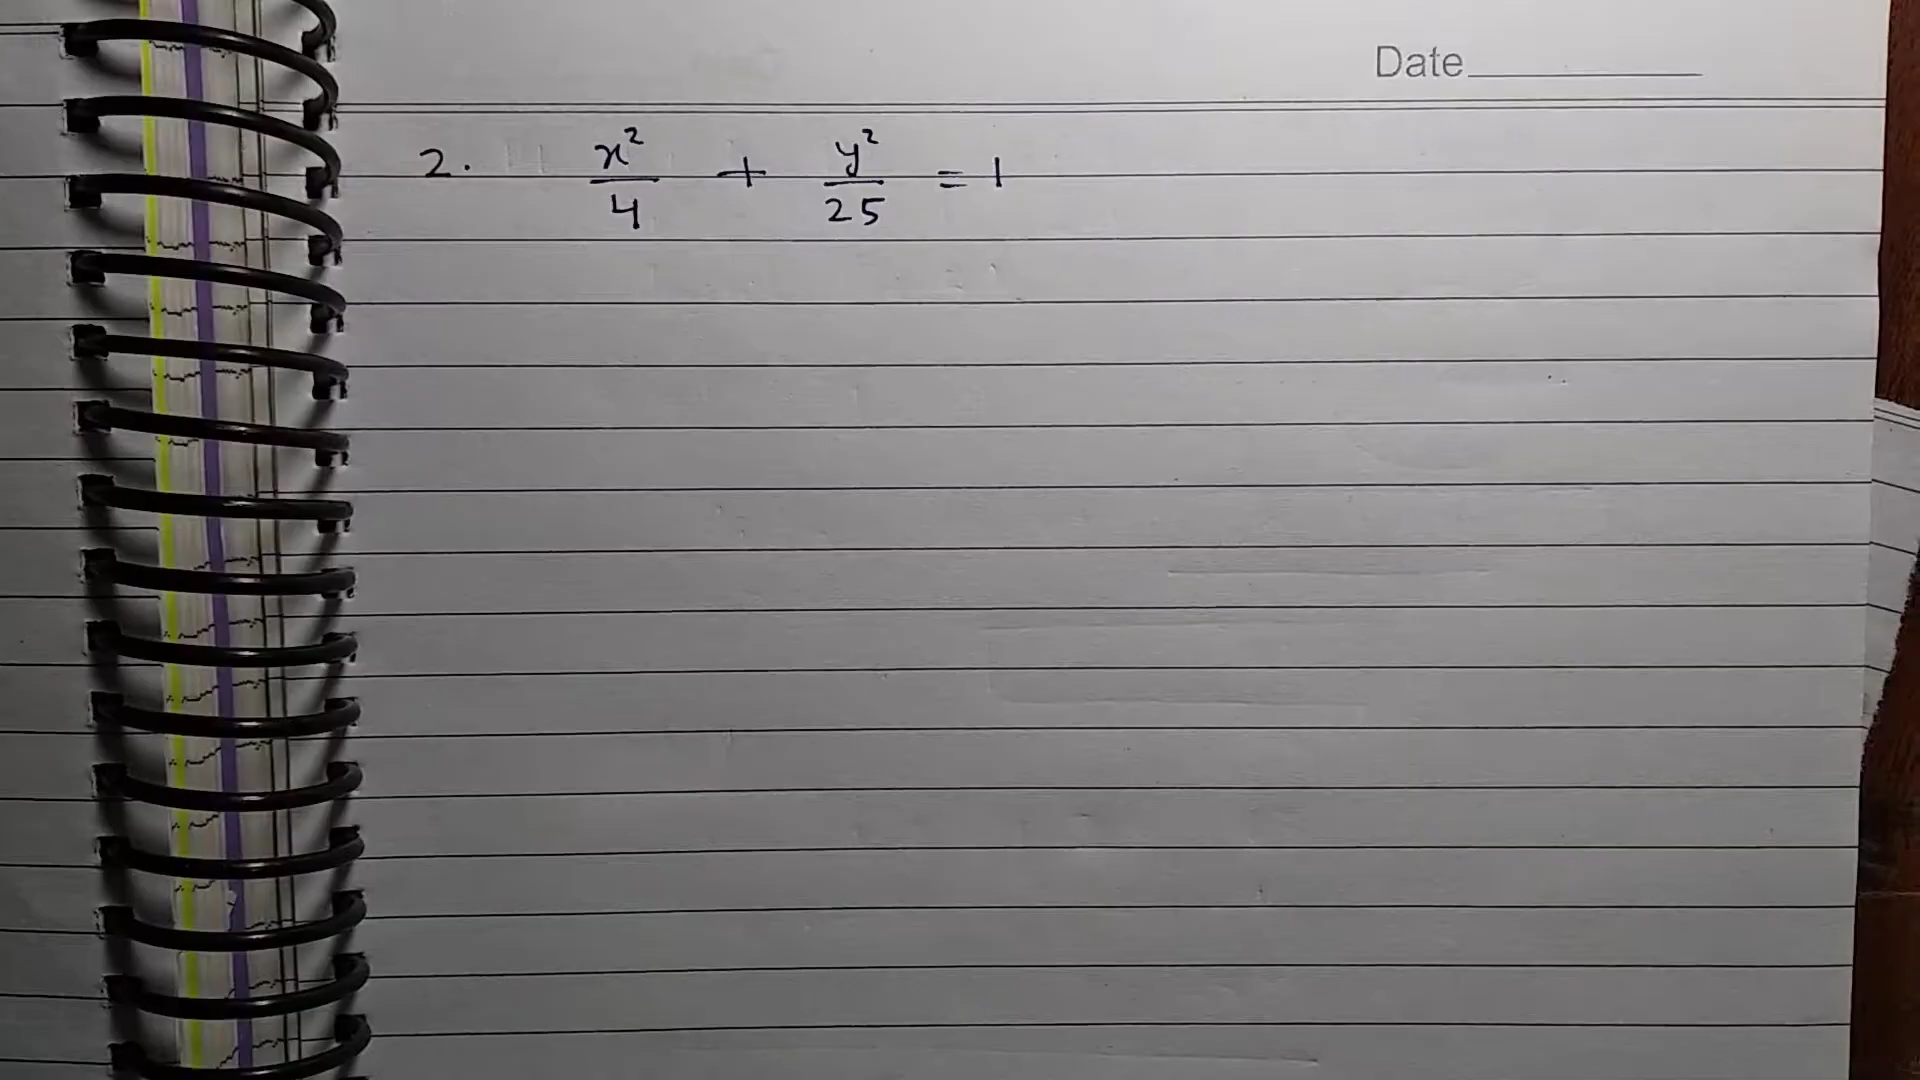 Date
2. x²/4 + y²/25 = 1